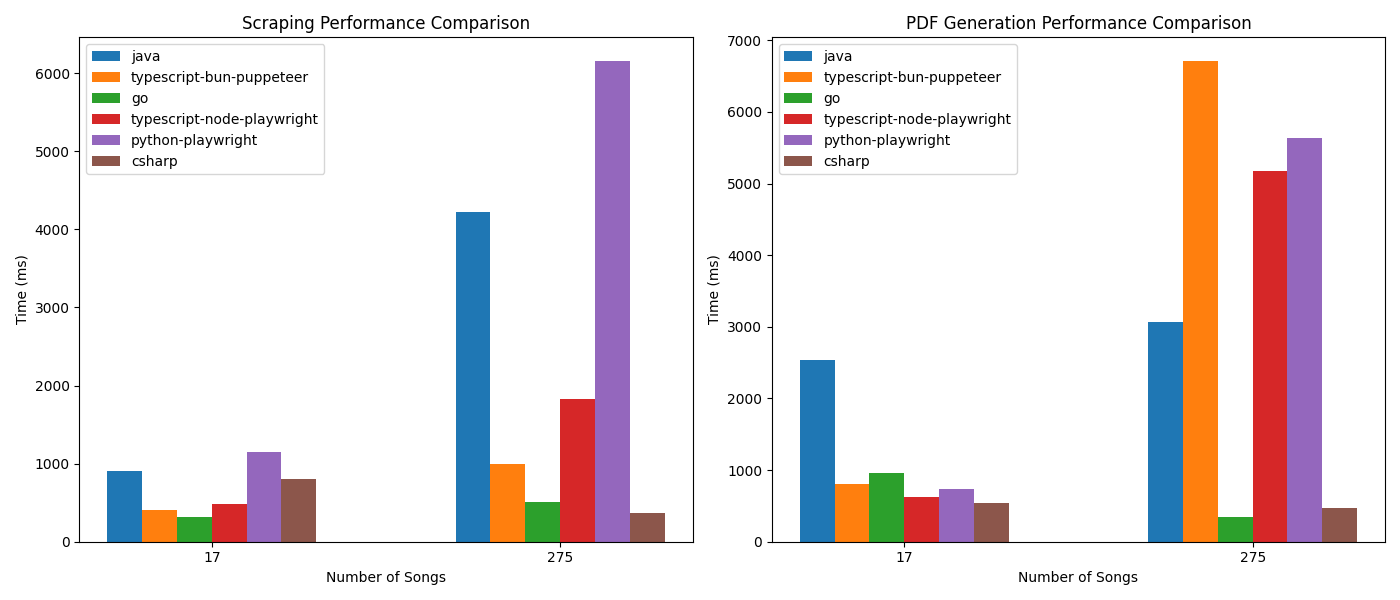 Scraping Performance Comparison
java
typescript-bun-puppeteer
go
typescript-node-playwright
python-playwright
csharp
6000
5000
4000
3000
2000
1000
0
Time (ms)
17
275
Number of Songs
PDF Generation Performance Comparison
java
typescript-bun-puppeteer
go
typescript-node-playwright
python-playwright
csharp
7000
6000
5000
4000
3000
2000
1000
0
Time (ms)
17
275
Number of Songs